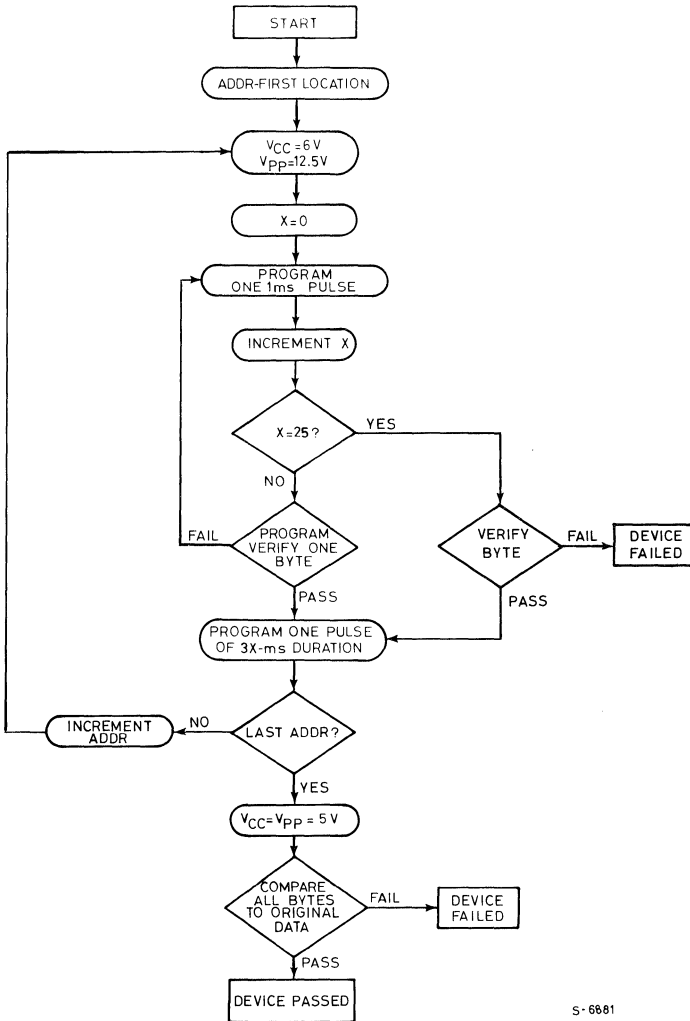 START
ADDR-FIRST LOCATION
VCC=6V
VPP=12.5V
X=0
PROGRAM
ONE 1ms PULSE
INCREMENT X
X=25?
YES
NO
FAIL
PROGRAM
VERIFY ONE
BYTE
VERIFY
BYTE
FAIL
DEVICE
FAILED
PASS
PASS
PROGRAM ONE PULSE
OF 3X-ms DURATION
INCREMENT
ADDR
NO
LAST ADDR?
YES
VCC=VPP = 5V
COMPARE
ALL BYTES
TO ORIGINAL
DATA
FAIL
DEVICE
FAILED
PASS
DEVICE PASSED
S-6881